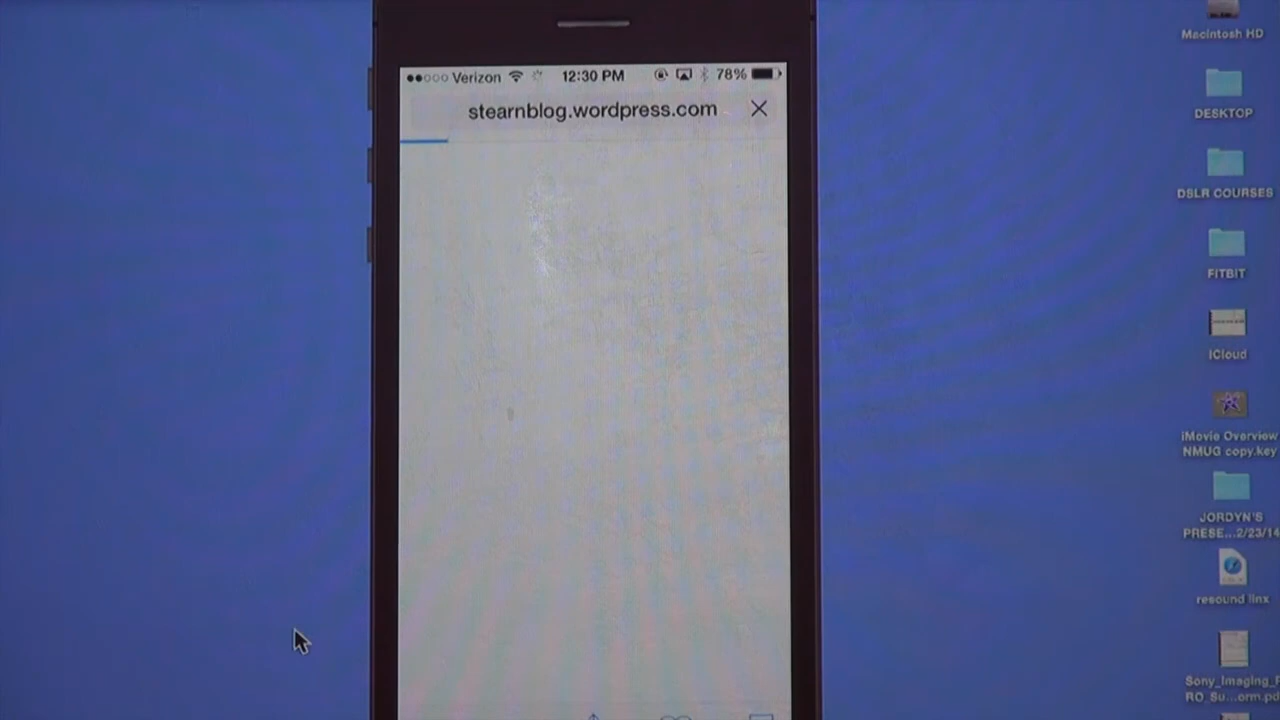 Verizon 12:30 PM 78%
stearnblog.wordpress.com
Macintosh HD
DESKTOP
DSLR COURSES
FITBIT
iCloud
iMovie Overview
NMUG copy.key
JORDYN'S
PRESE...2/23/14
resound linx
Sony_Imaging_P
RO_Su...orm.pd